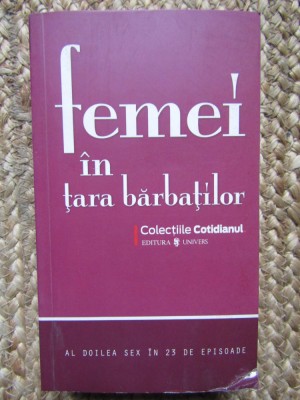 femei
în
țara bărbaților
Colecțiile Cotidianul
EDITURA UNIVERS
AL DOILEA SEX ÎN 23 DE EPISOADE